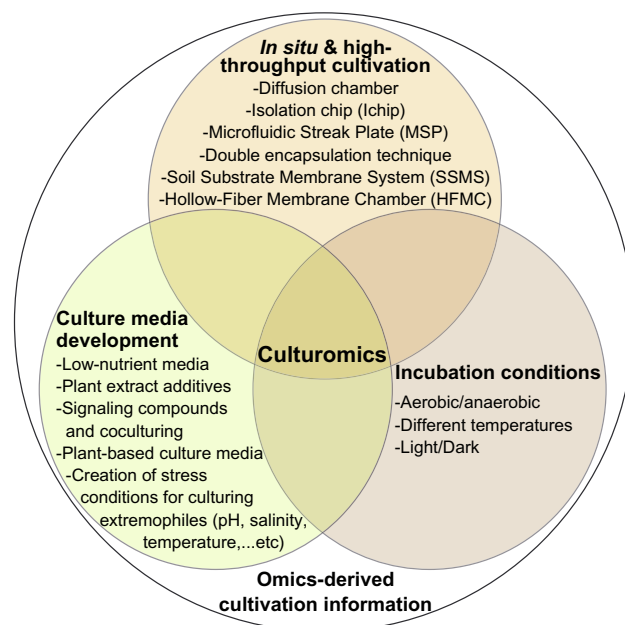 In situ & high-
throughput cultivation
-Diffusion chamber
-Isolation chip (Ichip)
-Microfluidic Streak Plate (MSP)
-Double encapsulation technique
-Soil Substrate Membrane System (SSMS)
-Hollow-Fiber Membrane Chamber (HFMC)
Culture media
development
-Low-nutrient media
-Plant extract additives
-Signaling compounds
and coculturing
-Plant-based culture media
-Creation of stress
conditions for culturing
extremophiles (pH, salinity,
temperature,...etc)
Culturomics
Incubation conditions
-Aerobic/anaerobic
-Different temperatures
-Light/Dark
Omics-derived
cultivation information